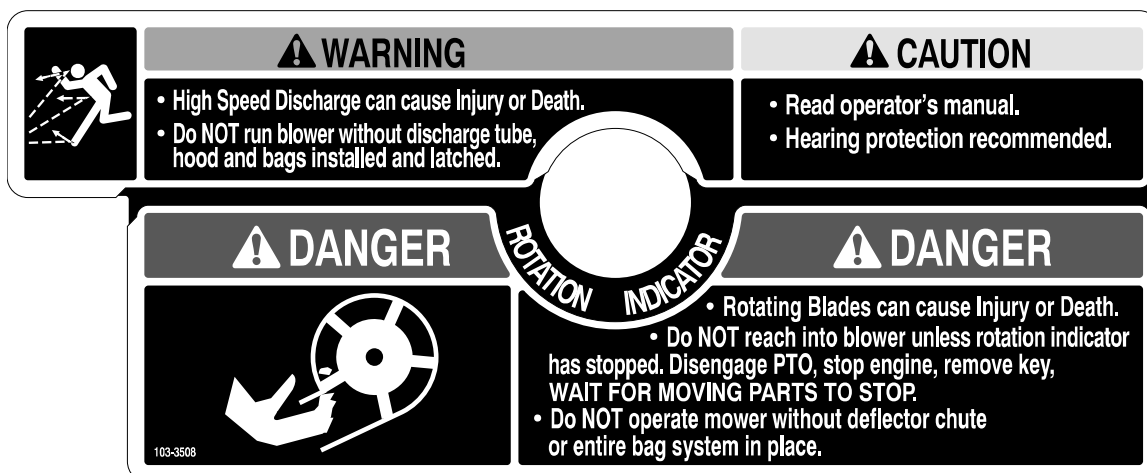 WARNING
• High Speed Discharge can cause Injury or Death.
• Do NOT run blower without discharge tube,
hood and bags installed and latched.
CAUTION
• Read operator's manual.
• Hearing protection recommended.
ROTATION INDICATOR
DANGER
103-3508
DANGER
• Rotating Blades can cause Injury or Death.
• Do NOT reach into blower unless rotation indicator
has stopped. Disengage PTO, stop engine, remove key,
WAIT FOR MOVING PARTS TO STOP.
• Do NOT operate mower without deflector chute
or entire bag system in place.